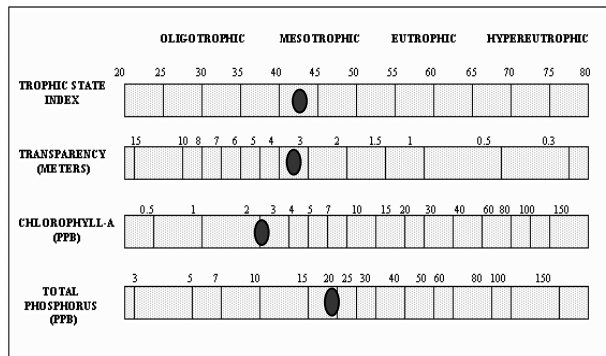 OLIGOTROPHIC MESOTROPHIC EUTROPHIC HYPEREUTROPHIC
20 25 30 35 40 45 50 55 60 65 70 75 80
TROPHIC STATE
INDEX
15 10 8 7 6 5 4 3 2 1.5 1 0.5 0.3
TRANSPARENCY
(METERS)
0.5 1 2 3 4 5 7 10 15 20 30 40 60 80 100 150
CHLOROPHYLL-A
(PPB)
3 5 7 10 15 20 25 30 40 50 60 80 100 150
TOTAL
PHOSPHORUS
(PPB)